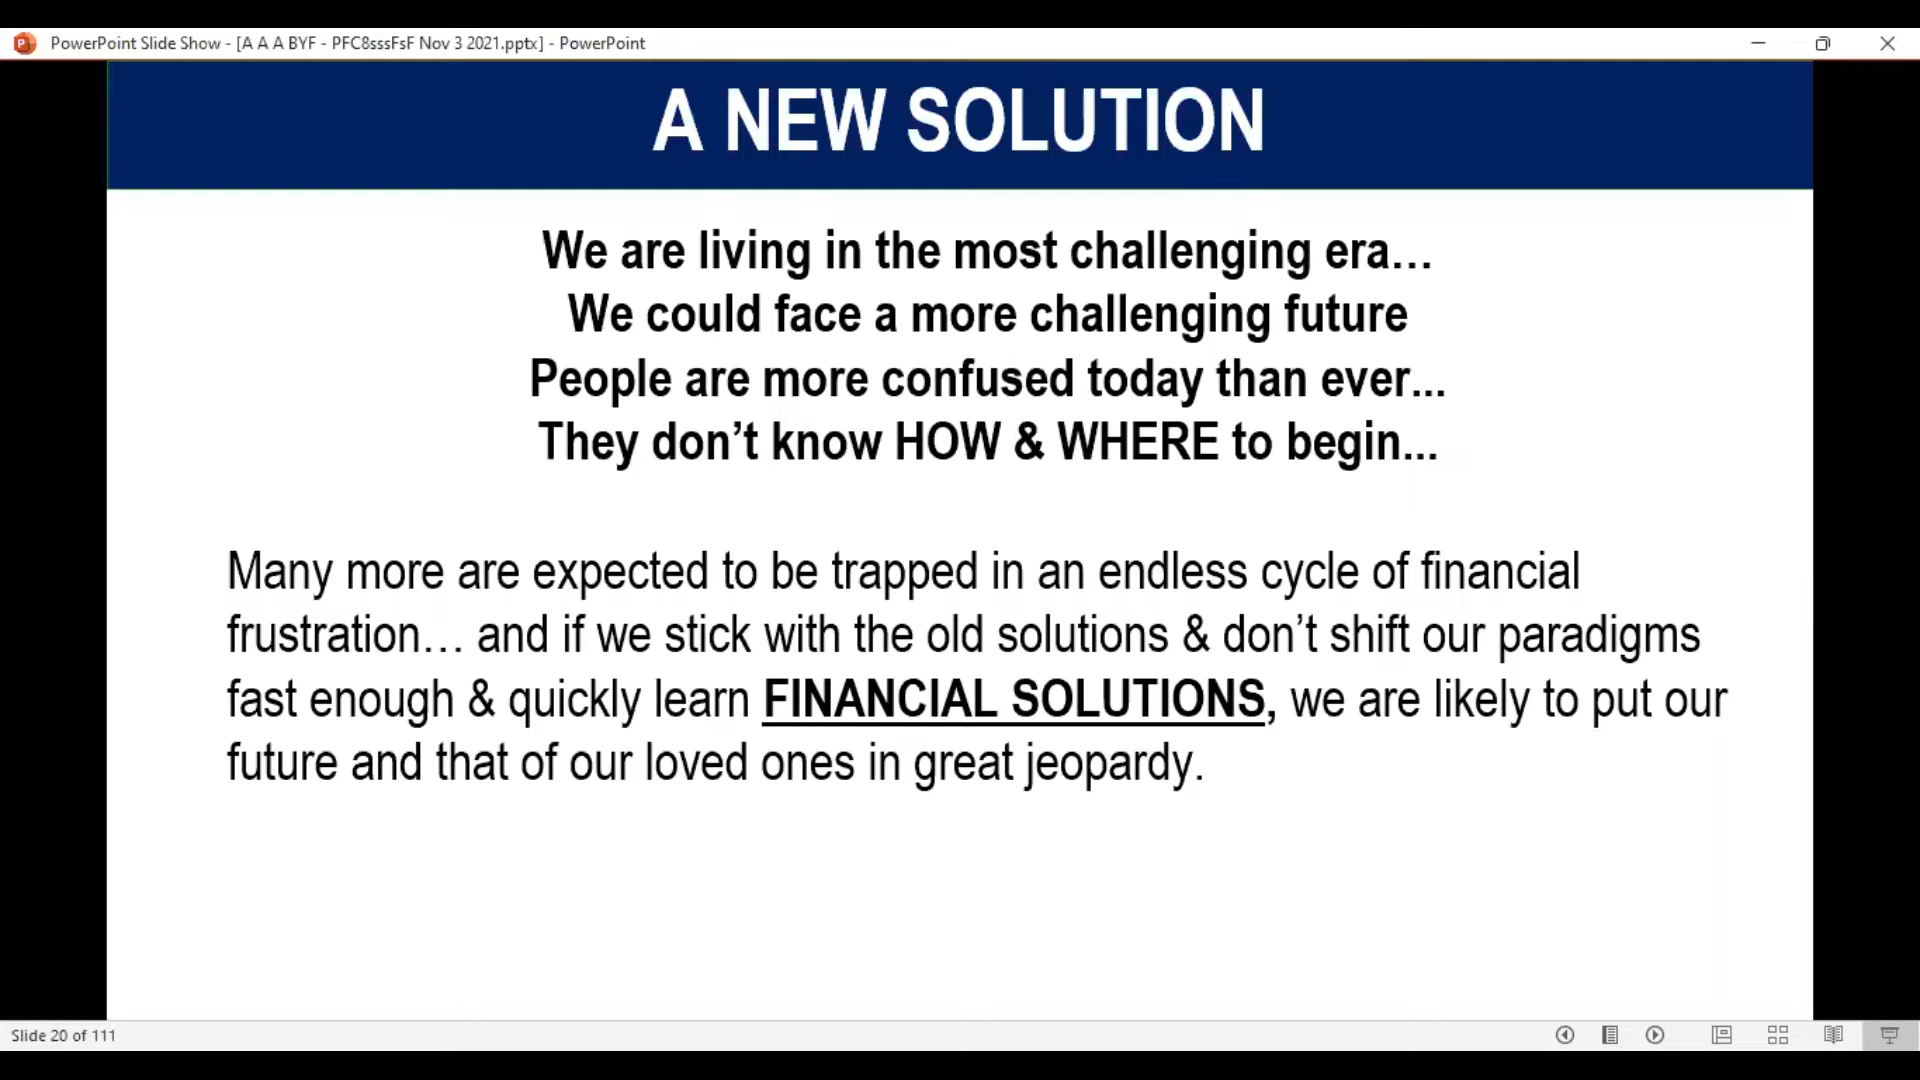 PowerPoint Slide Show - [A A A BYF - PFC8sssFsF Nov 3 2021.pptx] - PowerPoint
A NEW SOLUTION
We are living in the most challenging era…
We could face a more challenging future
People are more confused today than ever...
They don’t know HOW & WHERE to begin...
Many more are expected to be trapped in an endless cycle of financial
frustration… and if we stick with the old solutions & don’t shift our paradigms
fast enough & quickly learn FINANCIAL SOLUTIONS, we are likely to put our
future and that of our loved ones in great jeopardy.
Slide 20 of 111